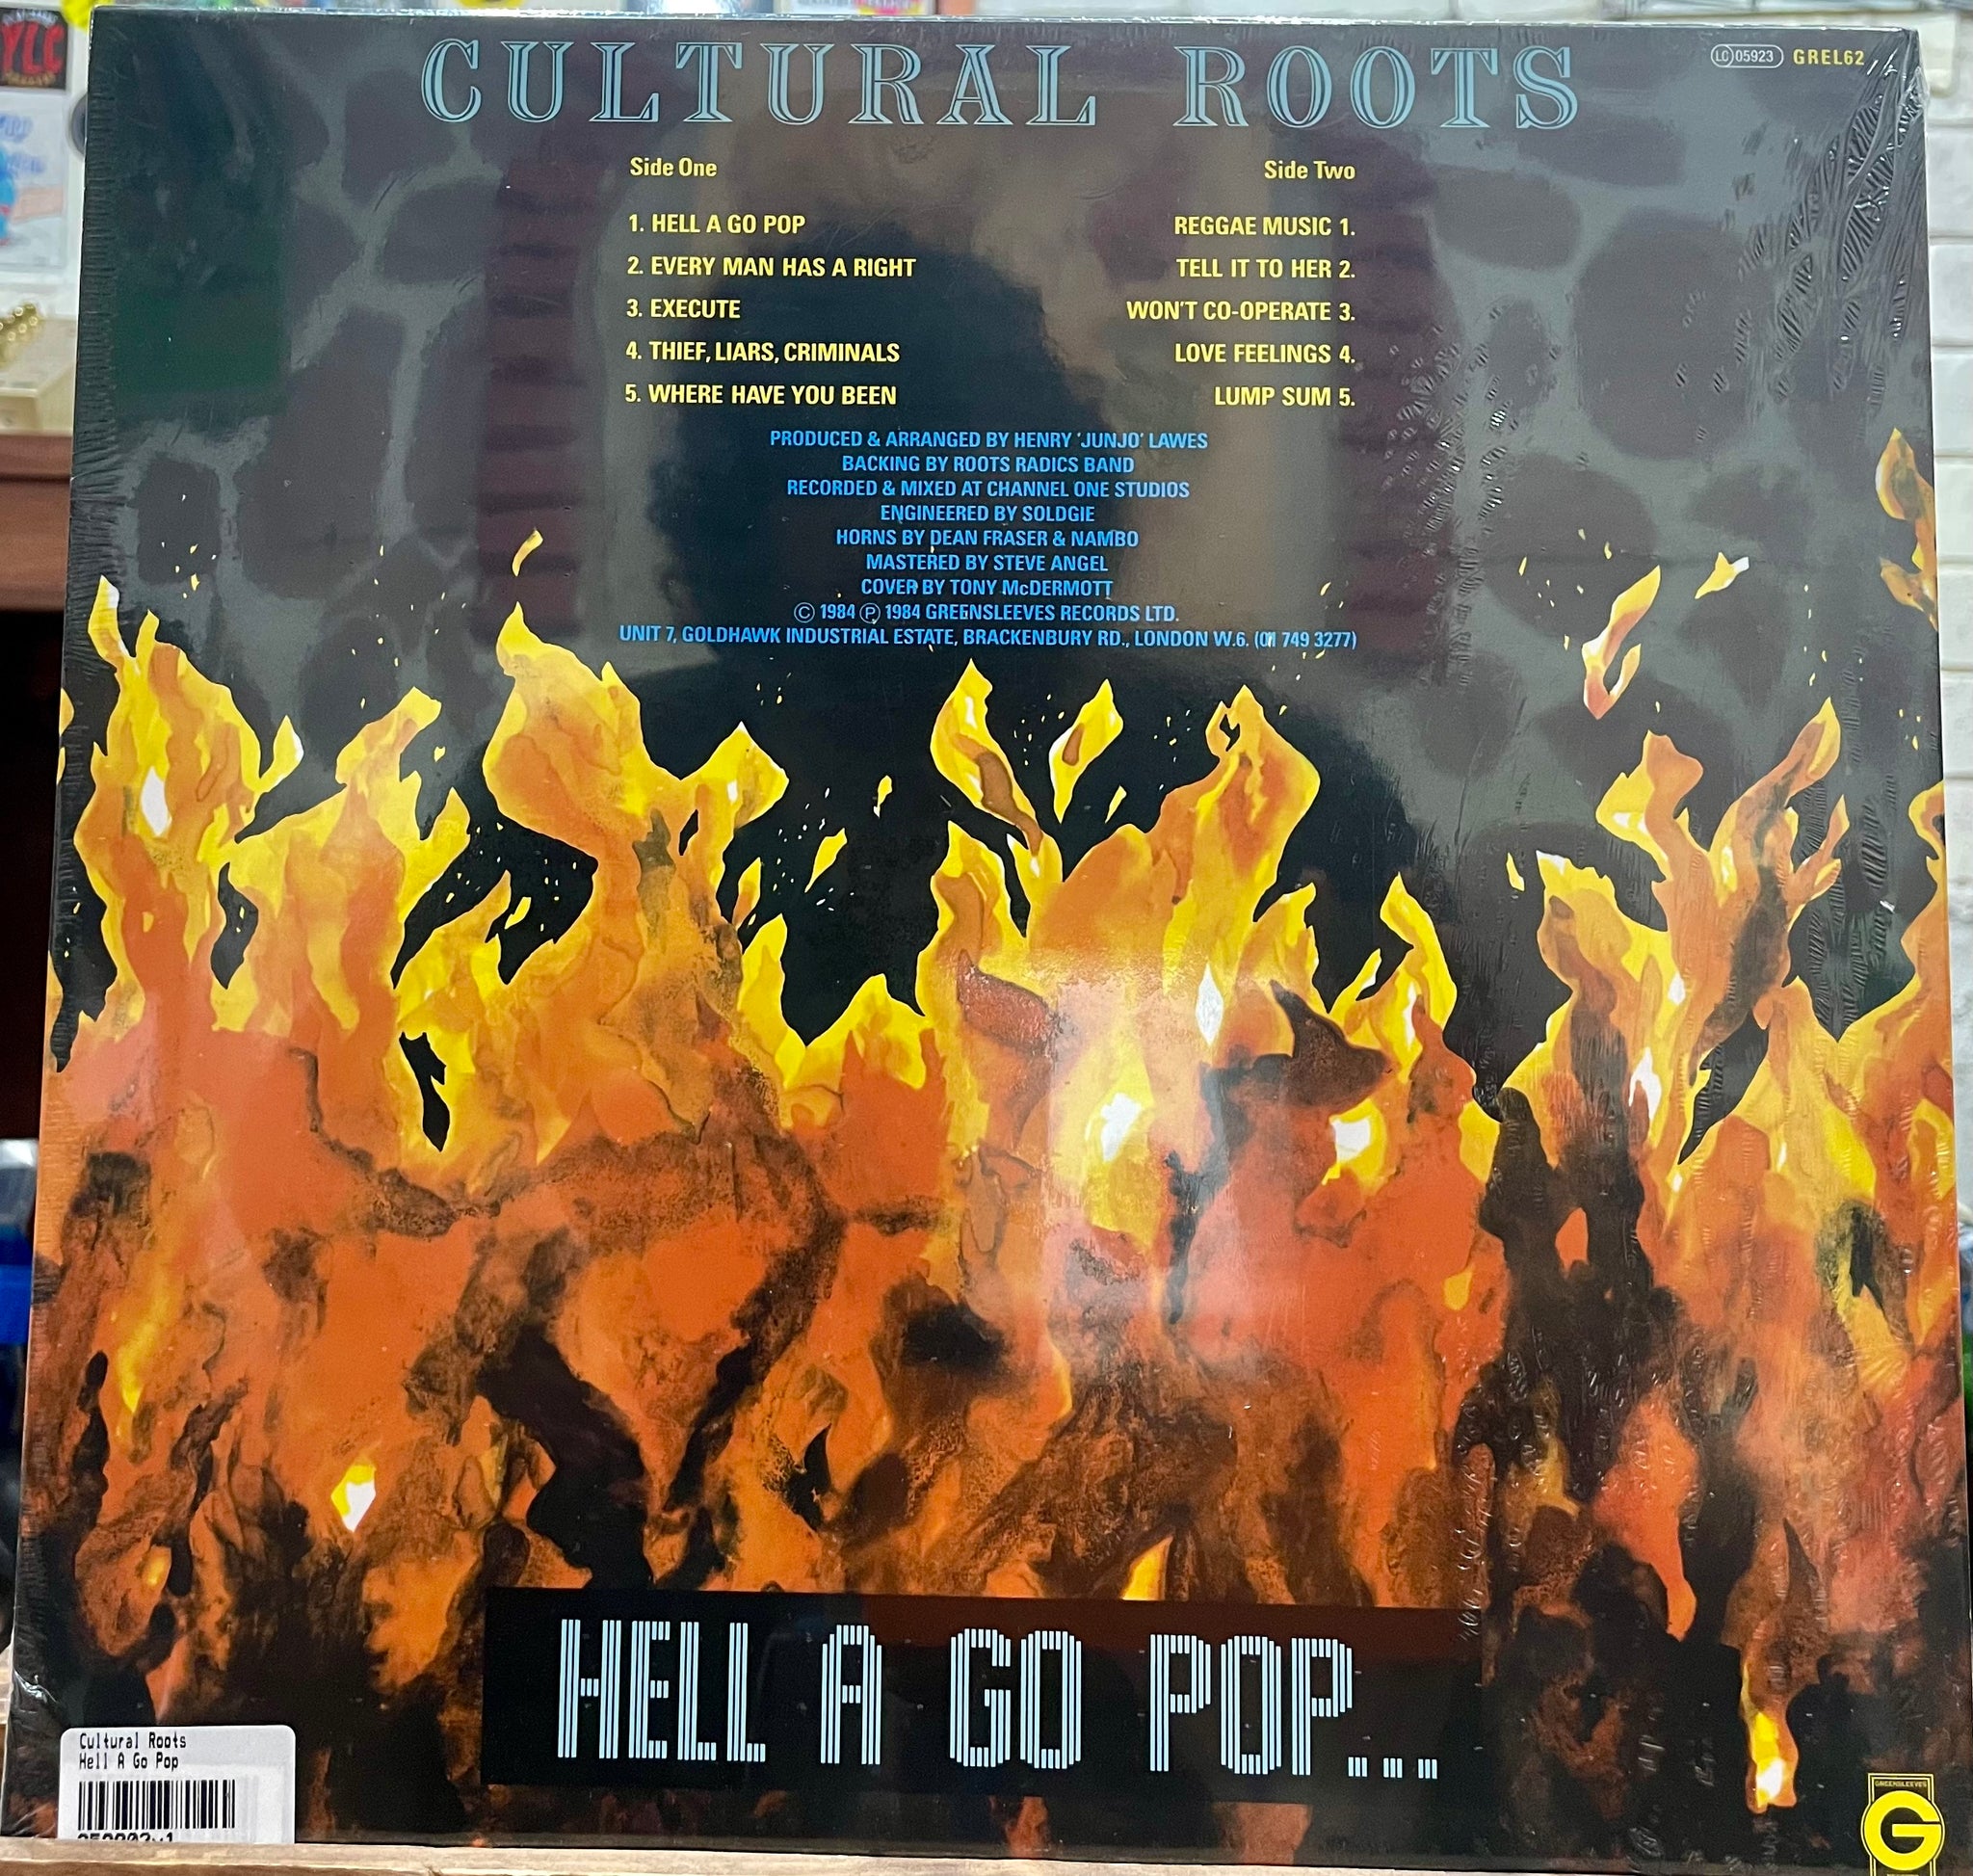 YLC
CULTURAL ROOTS
LC 05923 GREL62
Side One
1. HELL A GO POP
2. EVERY MAN HAS A RIGHT
3. EXECUTE
4. THIEF, LIARS, CRIMINALS
5. WHERE HAVE YOU BEEN
Side Two
REGGAE MUSIC 1.
TELL IT TO HER 2.
WON'T CO-OPERATE 3.
LOVE FEELINGS 4.
LUMP SUM 5.
PRODUCED & ARRANGED BY HENRY 'JUNJO' LAWES
BACKING BY ROOTS RADICS BAND
RECORDED & MIXED AT CHANNEL ONE STUDIOS
ENGINEERED BY SOLDGIE
HORNS BY DEAN FRASER & NAMBO
MASTERED BY STEVE ANGEL
COVER BY TONY McDERMOTT
© 1984 ℗ 1984 GREENSLEEVES RECORDS LTD.
UNIT 7, GOLDHAWK INDUSTRIAL ESTATE, BRACKENBURY RD., LONDON W.6. (01 749 3277)
HELL A GO POP...
Cultural Roots
Hell A Go Pop
GREENSLEEVES
G